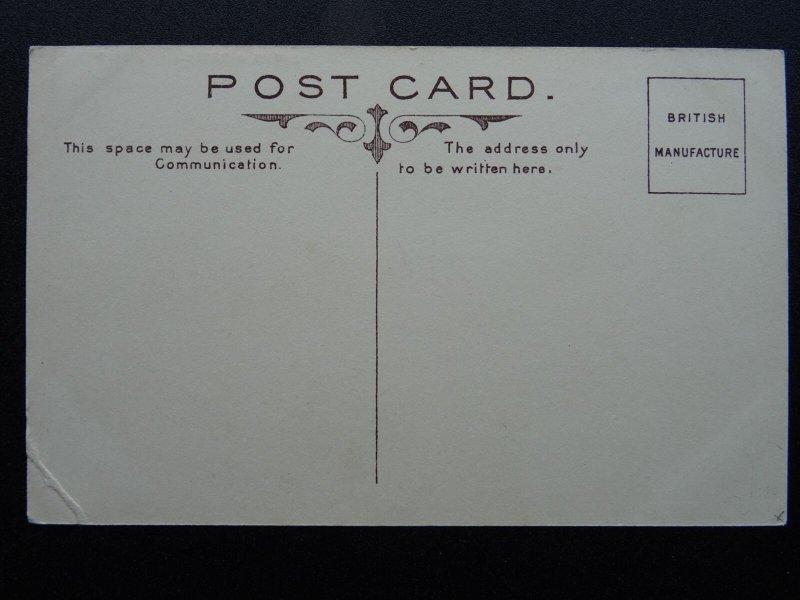 POST CARD.
This space may be used for
Communication.
The address only
to be written here.
BRITISH
MANUFACTURE